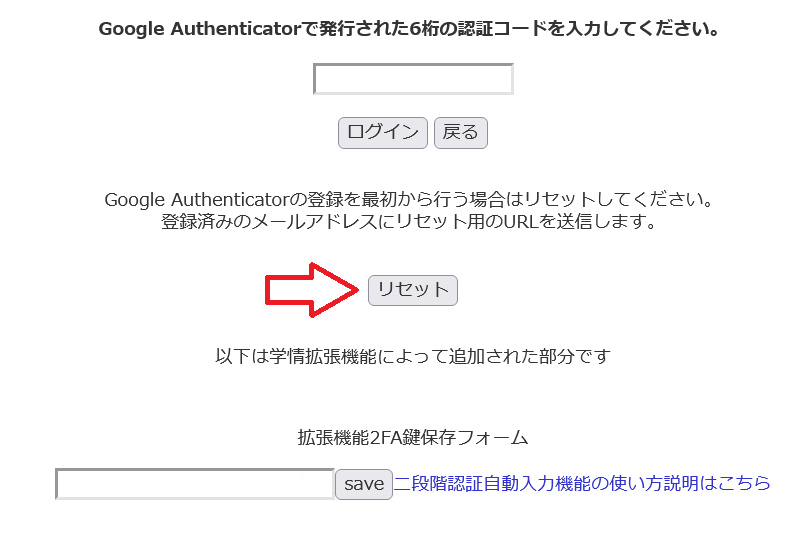 Google Authenticatorで発行された6桁の認証コードを入力してください。
ログイン 戻る
Google Authenticatorの登録を最初から行う場合はリセットしてください。
登録済みのメールアドレスにリセット用のURLを送信します。
リセット
以下は学情拡張機能によって追加された部分です
拡張機能2FA鍵保存フォーム
save 二段階認証自動入力機能の使い方説明はこちら